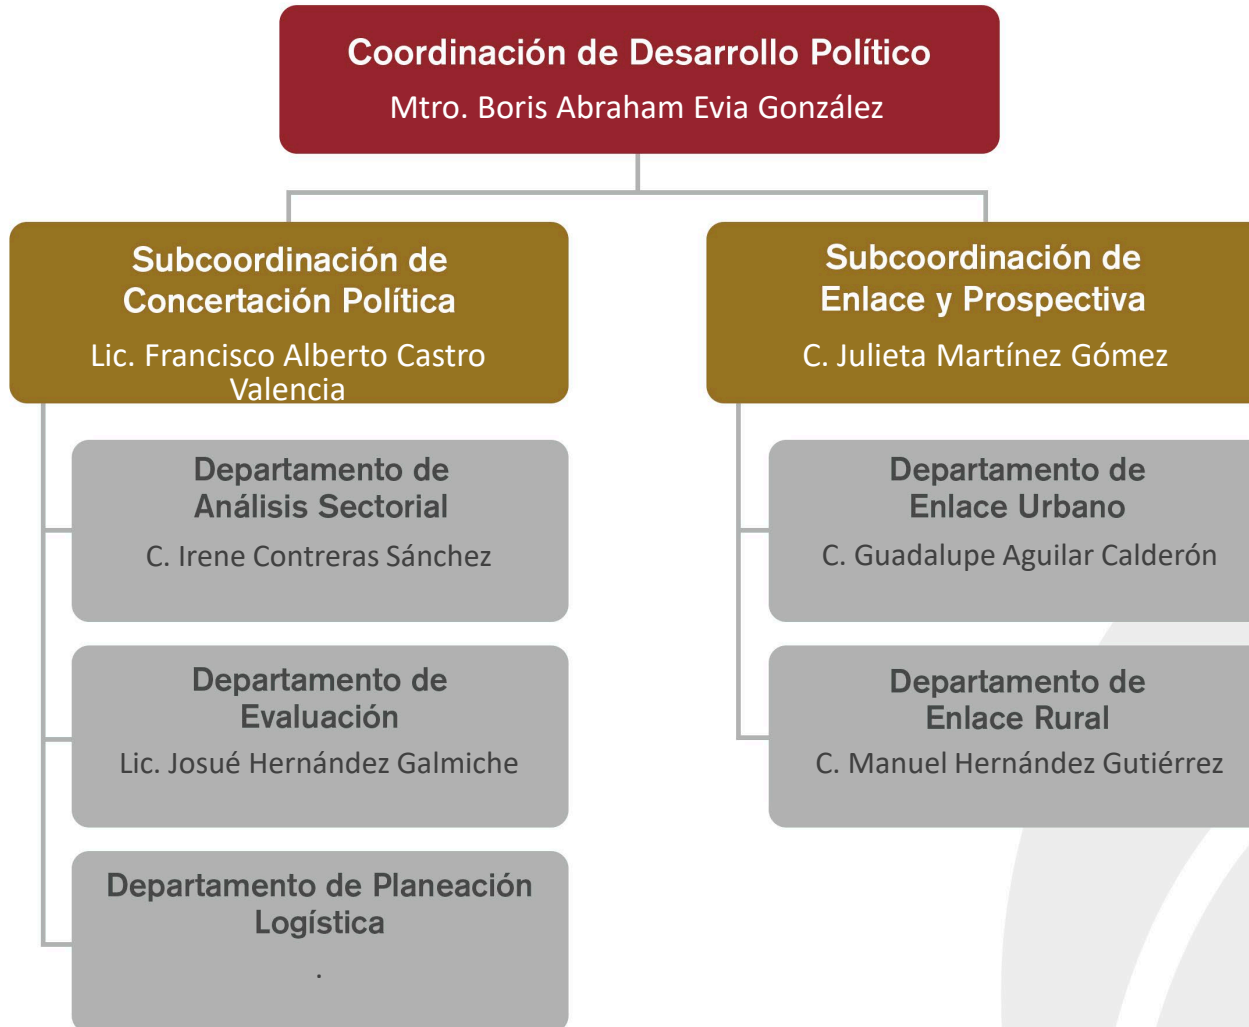 Coordinación de Desarrollo Político
Mtro. Boris Abraham Evia González
Subcoordinación de
Concertación Política
Lic. Francisco Alberto Castro
Valencia
Departamento de
Análisis Sectorial
C. Irene Contreras Sánchez
Departamento de
Evaluación
Lic. Josué Hernández Galmiche
Departamento de Planeación
Logística
.
Subcoordinación de
Enlace y Prospectiva
C. Julieta Martínez Gómez
Departamento de
Enlace Urbano
C. Guadalupe Aguilar Calderón
Departamento de
Enlace Rural
C. Manuel Hernández Gutiérrez